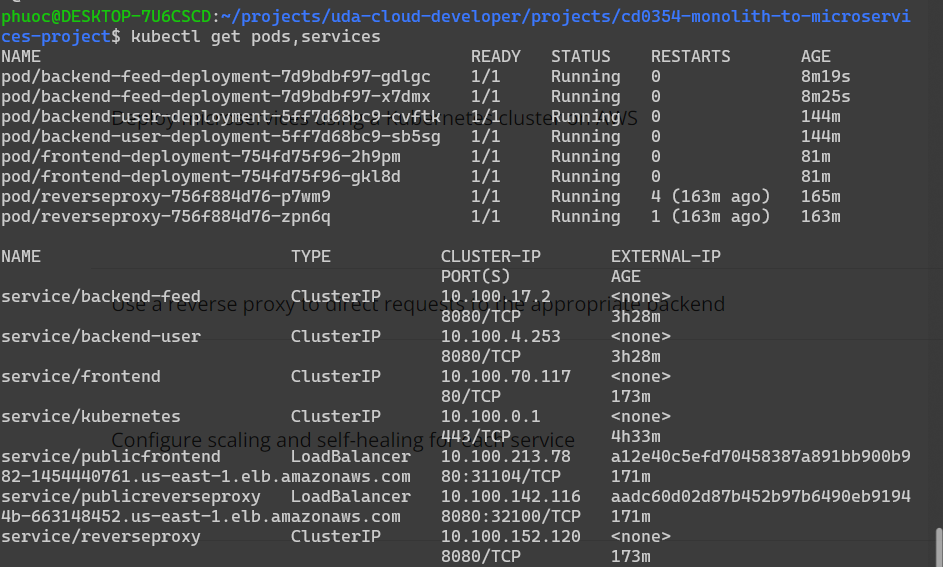 phuoc@DESKTOP-7U6CSCD:~/projects/uda-cloud-developer/projects/cd0354-monolith-to-microservi
ces-project$ kubectl get pods,services
NAME READY STATUS RESTARTS AGE
pod/backend-feed-deployment-7d9bdbf97-gdlgc 1/1 Running 0 8m19s
pod/backend-feed-deployment-7d9bdbf97-x7dmx 1/1 Running 0 8m25s
pod/backend-user-deployment-5ff7d68bc9-kvftk 1/1 Running 0 144m
pod/backend-user-deployment-5ff7d68bc9-sb5sg 1/1 Running 0 144m
pod/frontend-deployment-754fd75f96-2h9pm 1/1 Running 0 81m
pod/frontend-deployment-754fd75f96-gkl8d 1/1 Running 0 81m
pod/reverseproxy-756f884d76-p7wm9 1/1 Running 4 (163m ago) 165m
pod/reverseproxy-756f884d76-zpn6q 1/1 Running 1 (163m ago) 163m
NAME TYPE CLUSTER-IP EXTERNAL-IP
PORT(S) AGE
service/backend-feed ClusterIP 10.100.17.2 <none>
Use a reverse proxy to direct requests to the appropriate backend
8080/TCP 3h28m
service/backend-user ClusterIP 10.100.4.253 <none>
8080/TCP 3h28m
service/frontend ClusterIP 10.100.70.117 <none>
80/TCP 173m
service/kubernetes ClusterIP 10.100.0.1 <none>
Configure scaling and self-healing for each service
443/TCP 4h33m
service/publicfrontend LoadBalancer 10.100.213.78 a12e40c5efd70458387a891bb900b9
82-1454440761.us-east-1.elb.amazonaws.com 80:31104/TCP 171m
service/publicreverseproxy LoadBalancer 10.100.142.116 aadc60d02d87b452b97b6490eb9194
4b-663148452.us-east-1.elb.amazonaws.com 8080:32100/TCP 171m
service/reverseproxy ClusterIP 10.100.152.120 <none>
8080/TCP 173m